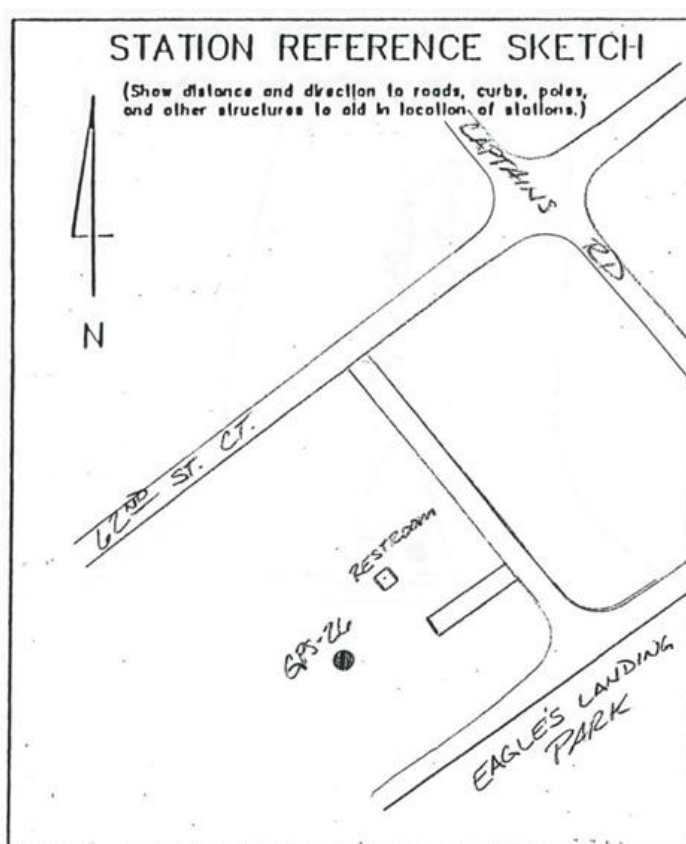 STATION REFERENCE SKETCH
(Show distance and direction to roads, curbs, poles,
and other structures to aid in location of stations.)
CAPTAINS RD
N
62ND ST. CT.
RESTROOM
GPS-26
EAGLE'S LANDING
PARK